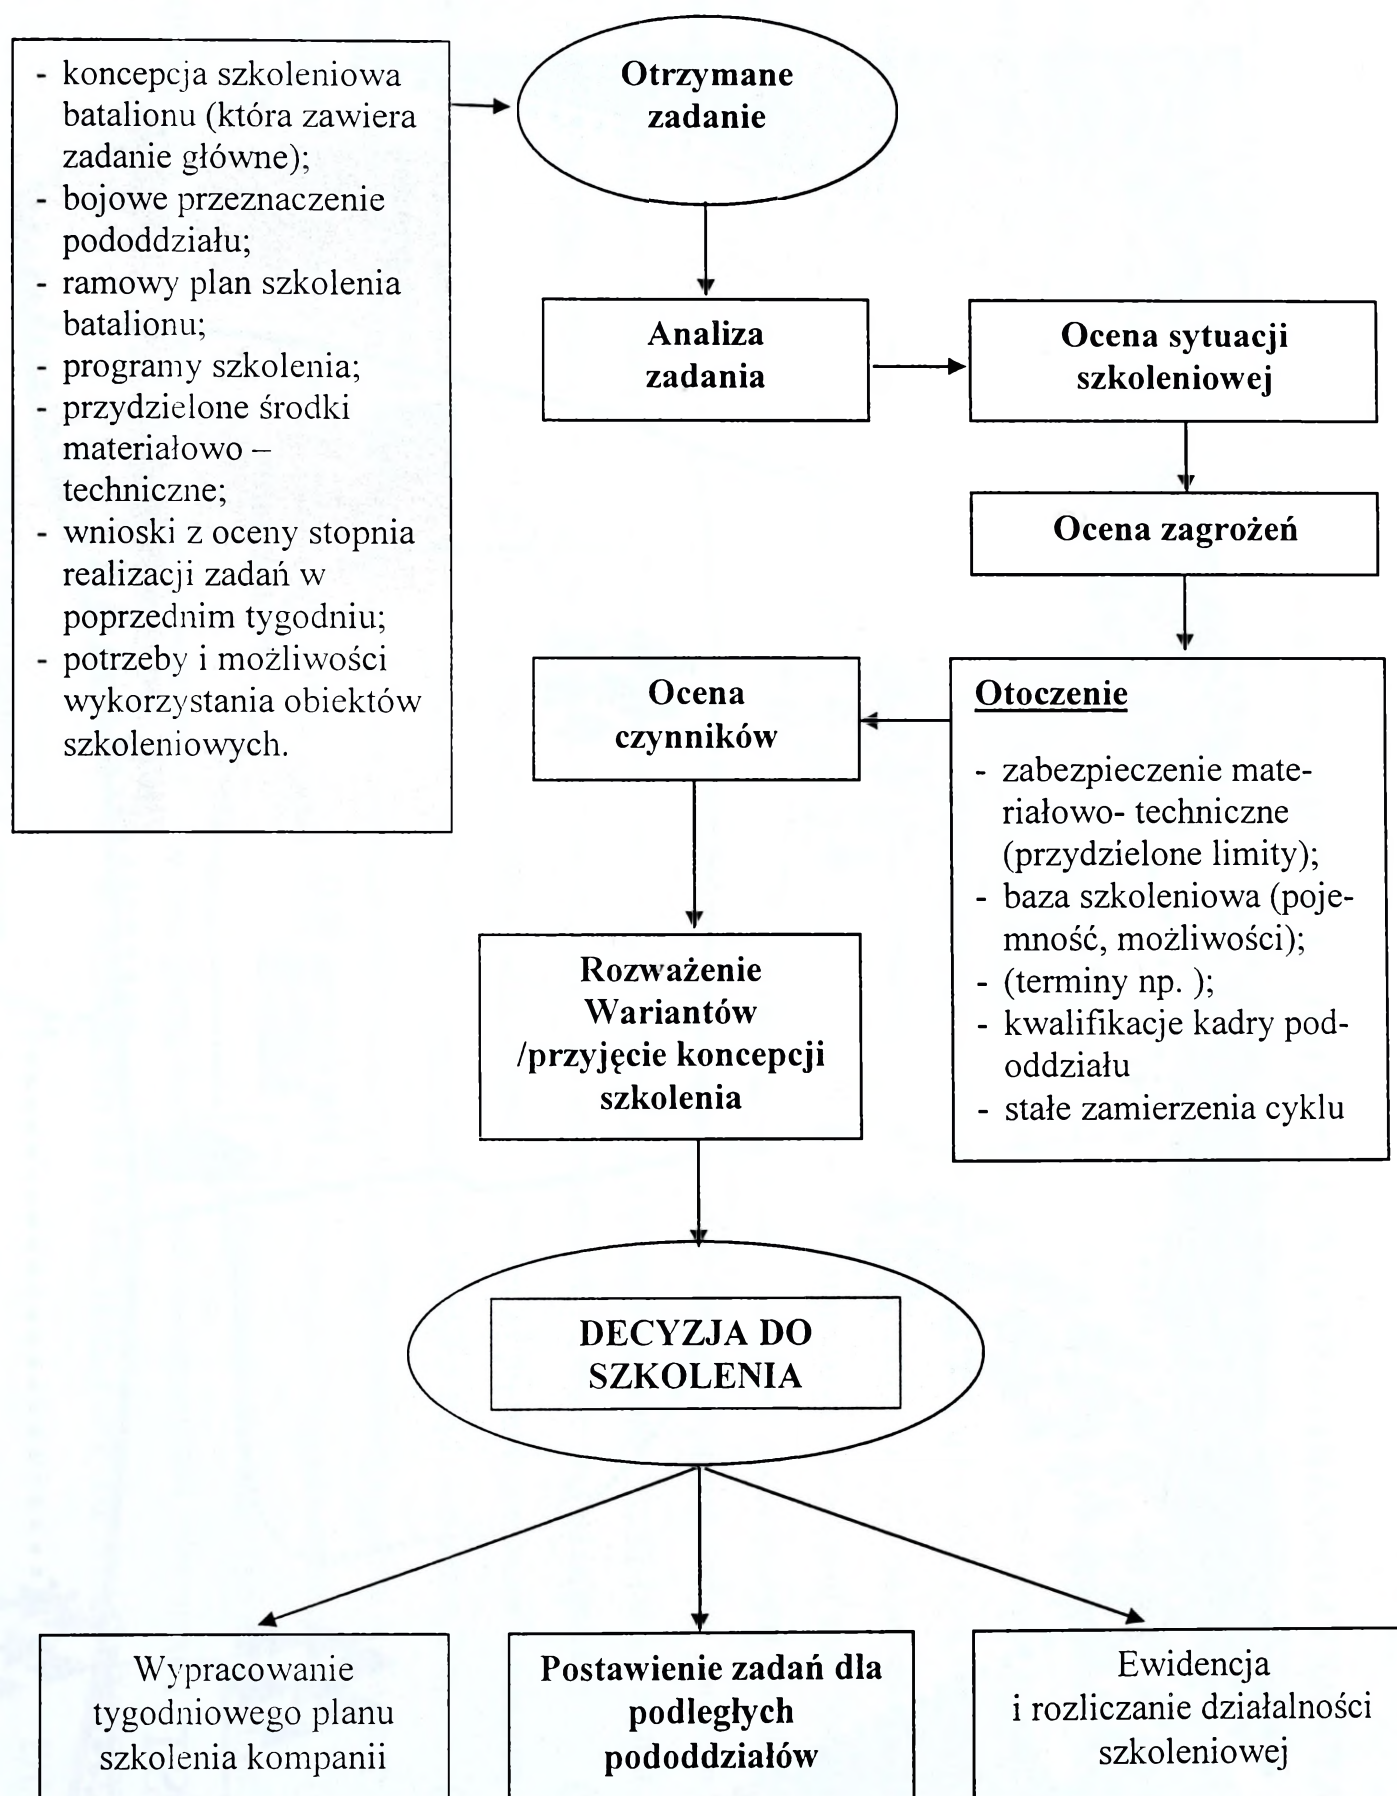 - koncepcja szkoleniowa
batalionu (która zawiera
zadanie główne);
- bojowe przeznaczenie
pododdziału;
- ramowy plan szkolenia
batalionu;
- programy szkolenia;
- przydzielone środki
materiałowo –
techniczne;
- wnioski z oceny stopnia
realizacji zadań w
poprzednim tygodniu;
- potrzeby i możliwości
wykorzystania obiektów
szkoleniowych.
Otrzymane
zadanie
Analiza
zadania
Ocena sytuacji
szkoleniowej
Ocena zagrożeń
Otoczenie
- zabezpieczenie mate-
riałowo- techniczne
(przydzielone limity);
- baza szkoleniowa (poje-
mność, możliwości);
- (terminy np. );
- kwalifikacje kadry pod-
oddziału
- stałe zamierzenia cyklu
Ocena
czynników
Rozważenie
Wariantów
/przyjęcie koncepcji
szkolenia
DECYZJA DO
SZKOLENIA
Wypracowanie
tygodniowego planu
szkolenia kompanii
Postawienie zadań dla
podległych
pododdziałów
Ewidencja
i rozliczanie działalności
szkoleniowej